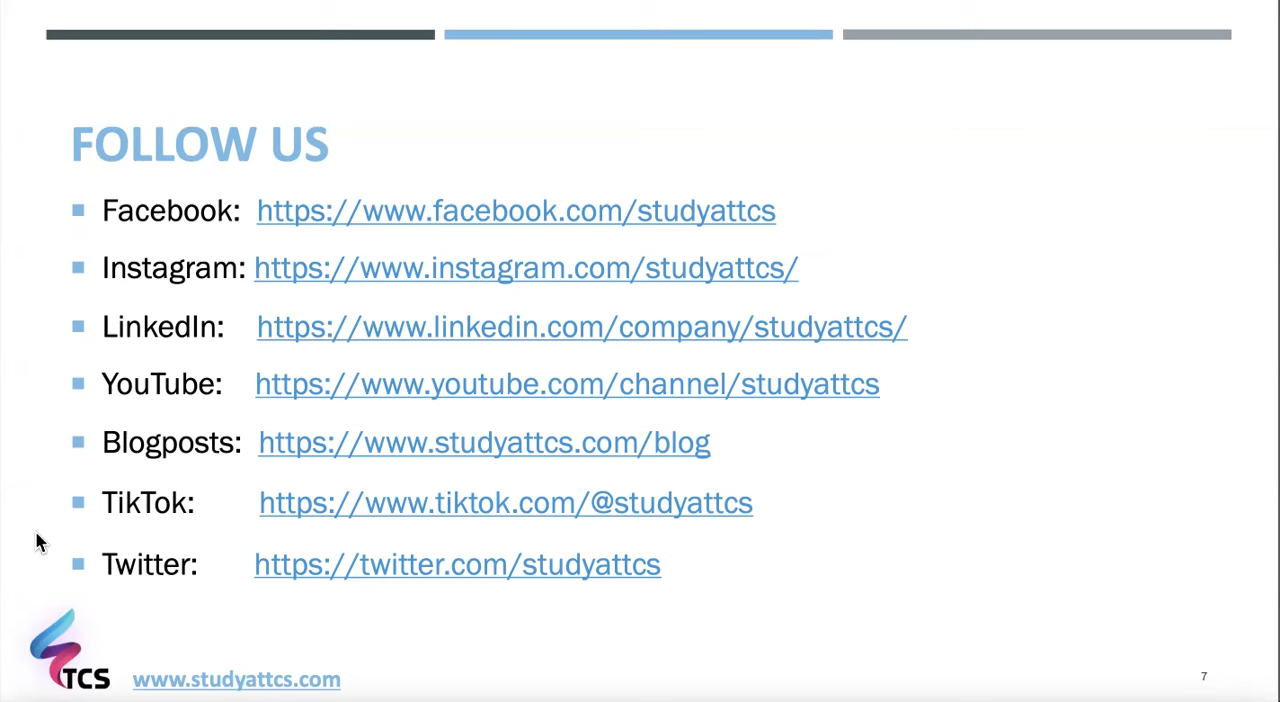 FOLLOW US
Facebook: https://www.facebook.com/studyattcs
Instagram: https://www.instagram.com/studyattcs/
LinkedIn: https://www.linkedin.com/company/studyattcs/
YouTube: https://www.youtube.com/channel/studyattcs
Blogposts: https://www.studyattcs.com/blog
TikTok: https://www.tiktok.com/@studyattcs
Twitter: https://twitter.com/studyattcs
TCS www.studyattcs.com 7